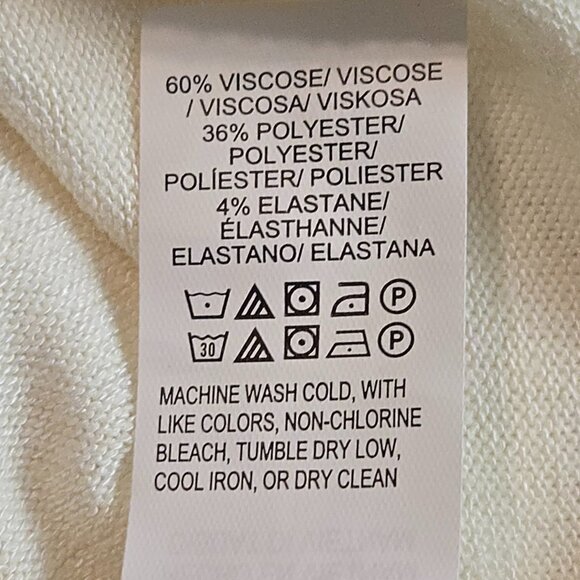 60% VISCOSE/ VISCOSE
/ VISCOSA/ VISKOSA
36% POLYESTER/
POLYESTER/
POLÍESTER/ POLIESTER
4% ELASTANE/
ÉLASTHANNE/
ELASTANO/ ELASTANA
P
30 P
MACHINE WASH COLD, WITH
LIKE COLORS, NON-CHLORINE
BLEACH, TUMBLE DRY LOW,
COOL IRON, OR DRY CLEAN